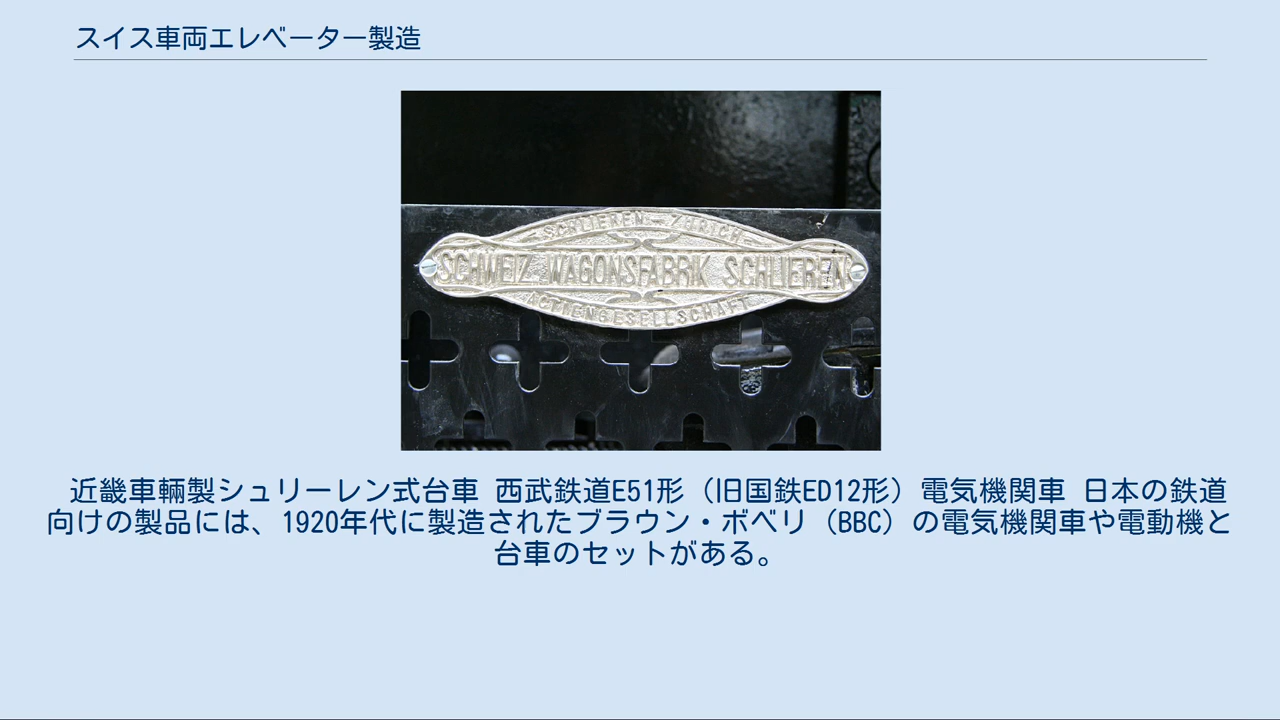 スイス車両エレベーター製造
SCHLIEREN - ZÜRICH
SCHWEIZ. WAGONSFABRIK SCHLIEREN
ACTIENGESELLSCHAFT
近畿車輛製シュリーレン式台車 西武鉄道E51形（旧国鉄ED12形）電気機関車 日本の鉄道
向けの製品には、1920年代に製造されたブラウン・ボベリ（BBC）の電気機関車や電動機と
台車のセットがある。